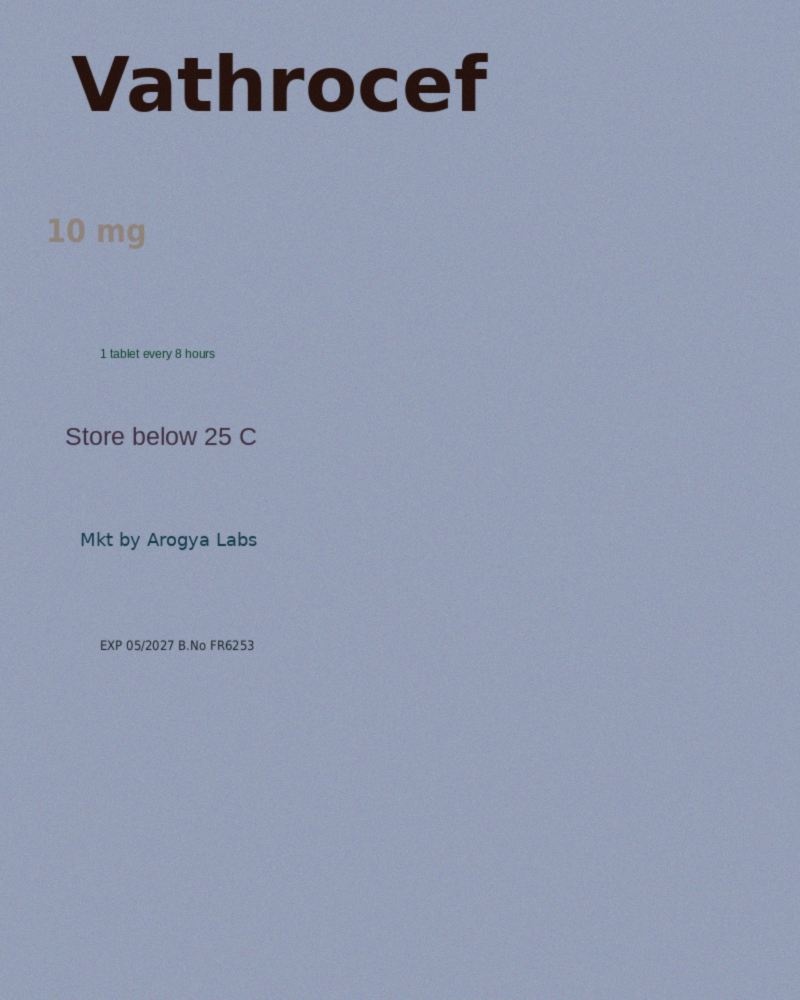 Vathrocef
10 mg
1 tablet every 8 hours
Store below 25 C
Mkt by Arogya Labs
EXP 05/2027 B.No FR6253